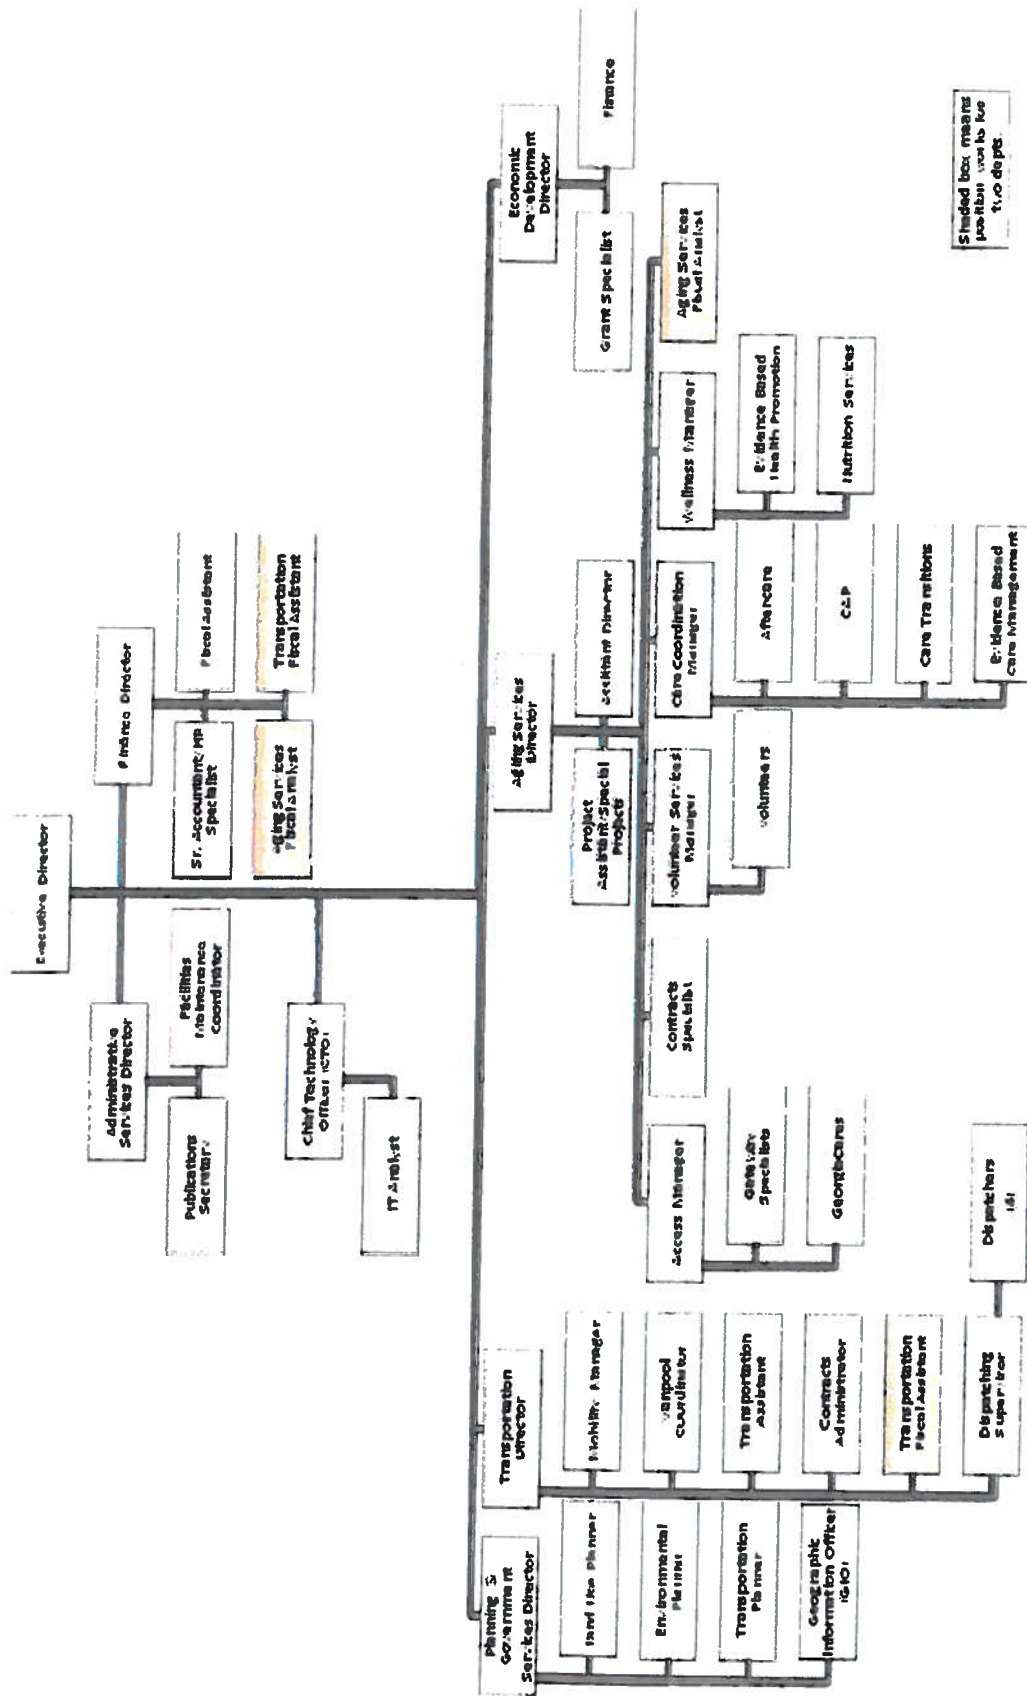 Executive Director
Administrative
Services Director
Finance Director
Publications
Secretary
Facilities
Maintenance
Coordinator
Sr. Accountant/HR
Specialist
Fiscal Assistant
Aging Services
Fiscal Analyst
Transportation
Fiscal Assistant
Chief Technology
Officer (CTO)
IT Analyst
Planning &
Government
Services Director
Transportation
Director
Aging Services
Director
Economic
Development
Director
Land Use Planner
Environmental
Planner
Transportation
Planner
Geographic
Information Officer
(GIO)
Mobility Manager
Vanpool
Coordinator
Transportation
Assistant
Contracts
Administrator
Transportation
Fiscal Assistant
Dispatching
Supervisor
Dispatchers
Project
Assistant/Special
Projects
Assistant Director
Grant Specialist
Finance
Access Manager
Contracts
Specialist
Volunteer Services
Manager
Care Coordination
Manager
Wellness Manager
Aging Services
Fiscal Analyst
Gateway
Specialists
Georgiacares
Volunteers
Aftercare
Care Transitions
Evidence Based
Care Management
Evidence Based
Health Promotion
Nutrition Services
Shaded box means
position works for
two depts.